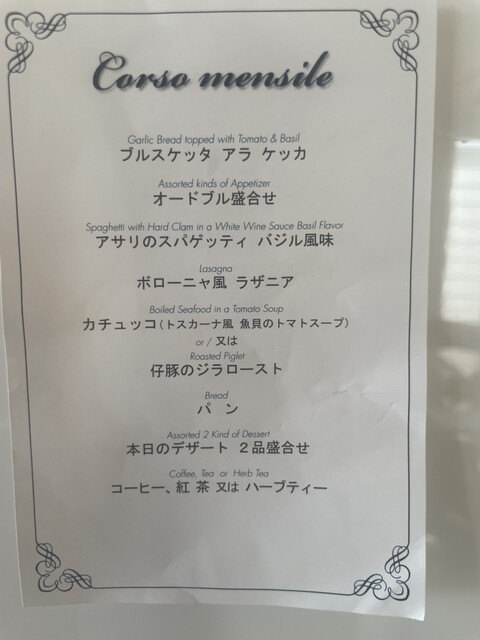 Corso mensile
Garlic Bread topped with Tomato & Basil
ブルスケッタ アラ ケッカ
Assorted kinds of Appetizer
オードブル盛合せ
Spaghetti with Hard Clam in a White Wine Sauce Basil Flavor
アサリのスパゲッティ バジル風味
Lasagna
ボローニャ風 ラザニア
Boiled Seafood in a Tomato Soup
カチュッコ（トスカーナ風 魚貝のトマトスープ）
or / 又は
Roasted Piglet
仔豚のジラロースト
Bread
パ ン
Assorted 2 Kind of Dessert
本日のデザート ２品盛合せ
Coffee, Tea or Herb Tea
コーヒー、紅 茶 又は ハーブティー